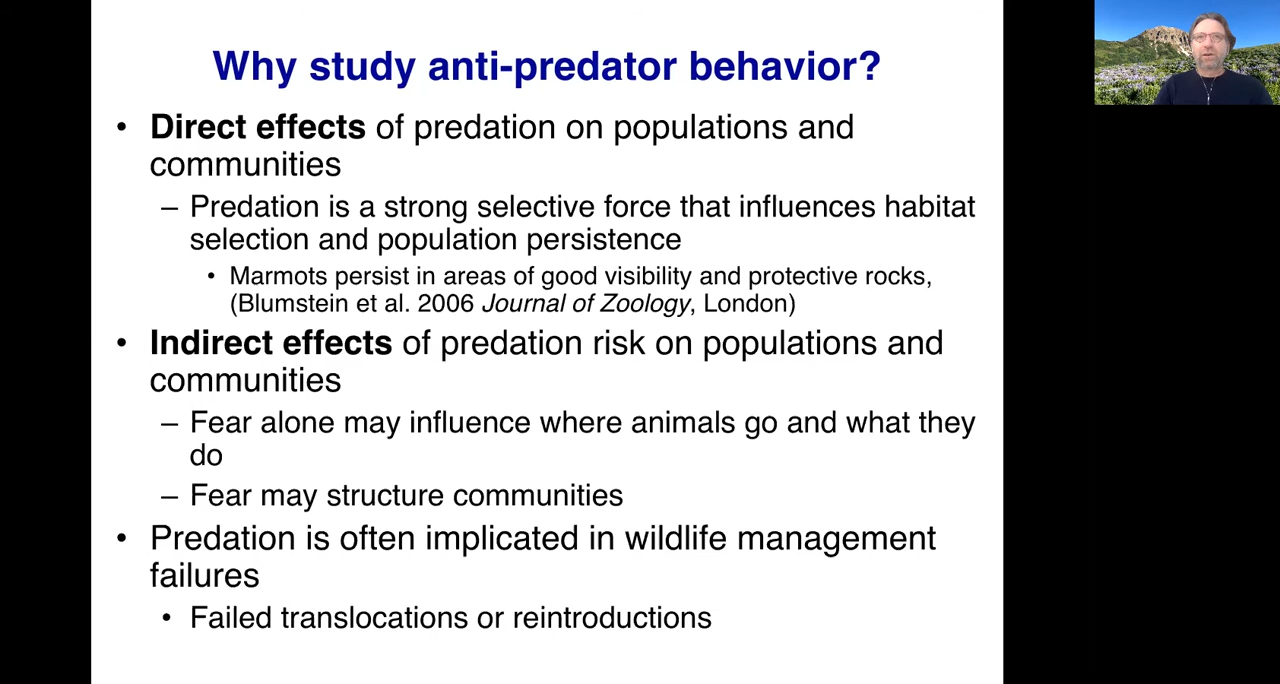 Why study anti-predator behavior?
• Direct effects of predation on populations and
communities
– Predation is a strong selective force that influences habitat
selection and population persistence
• Marmots persist in areas of good visibility and protective rocks,
(Blumstein et al. 2006 Journal of Zoology, London)
• Indirect effects of predation risk on populations and
communities
– Fear alone may influence where animals go and what they
do
– Fear may structure communities
• Predation is often implicated in wildlife management
failures
• Failed translocations or reintroductions